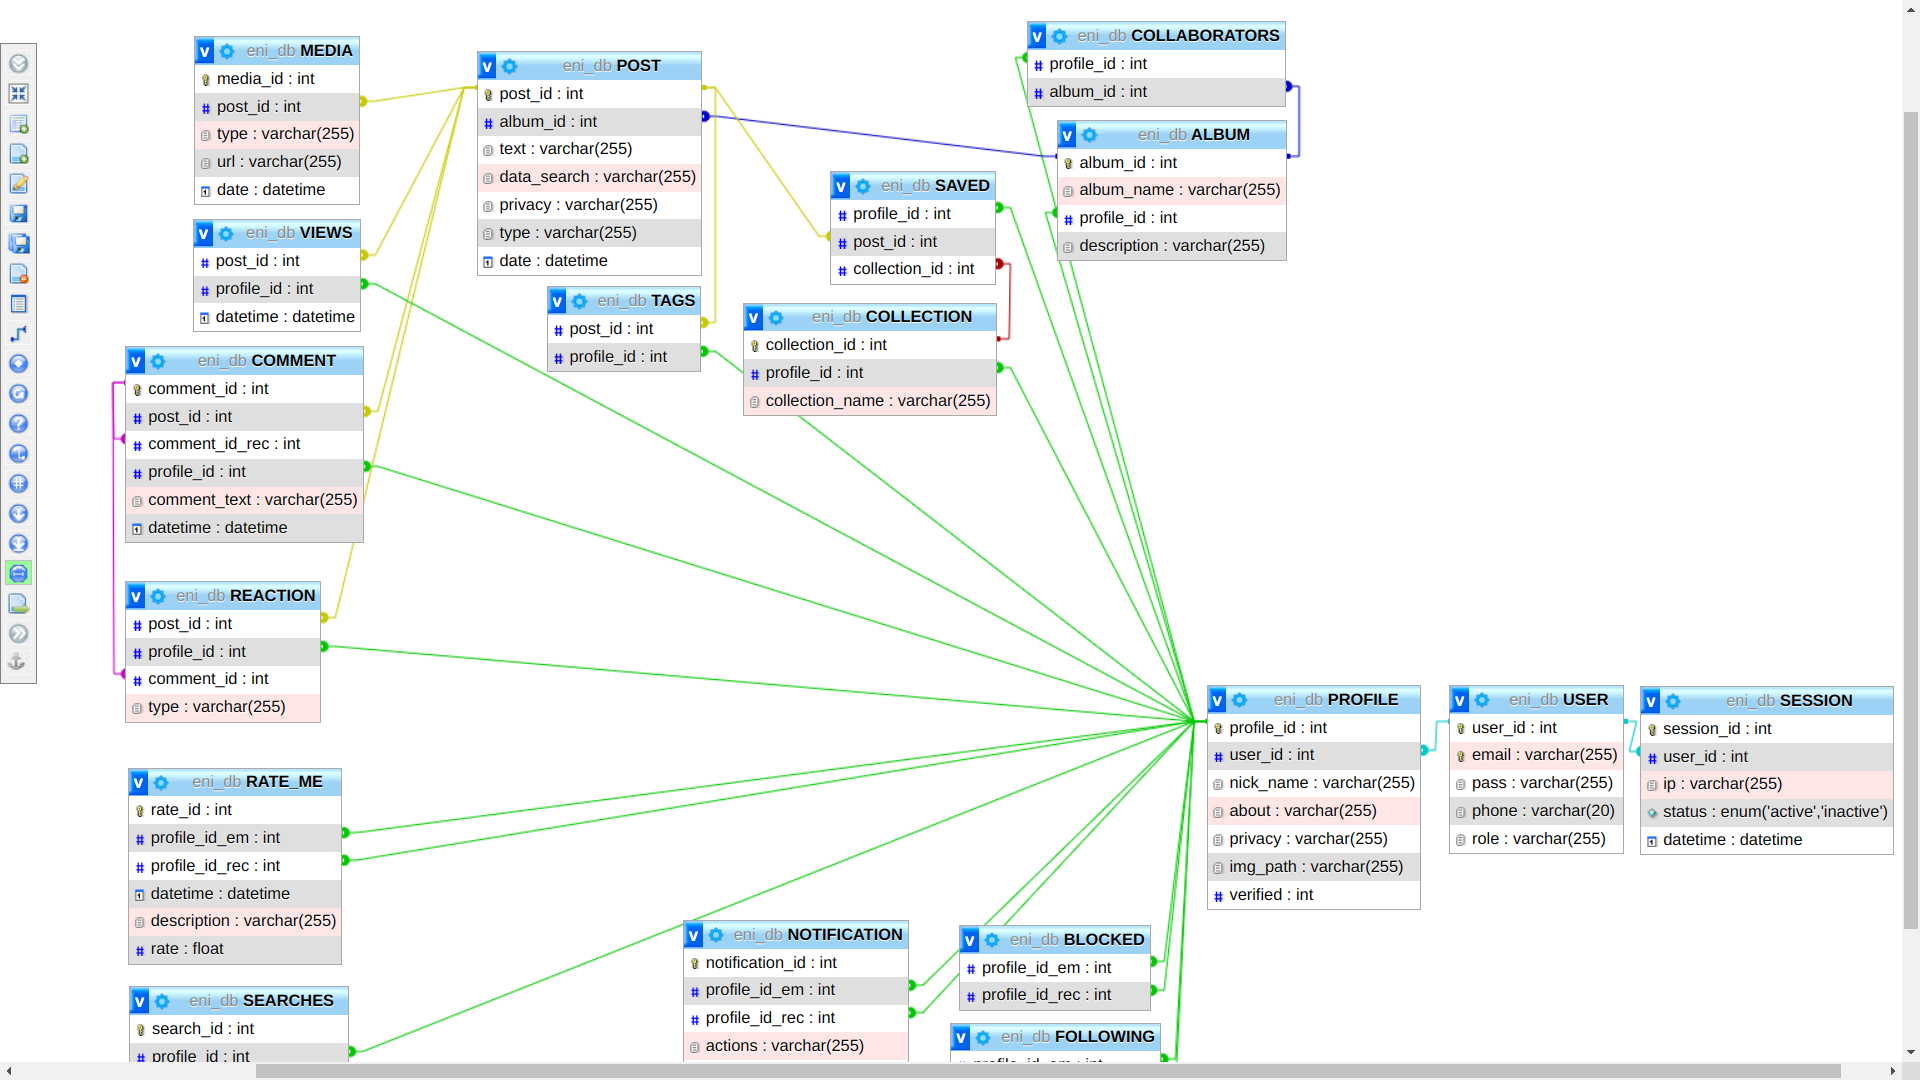 v eni_db MEDIA
media_id : int
# post_id : int
type : varchar(255)
url : varchar(255)
date : datetime
v eni_db VIEWS
# post_id : int
# profile_id : int
datetime : datetime
v eni_db COMMENT
comment_id : int
# post_id : int
# comment_id_rec : int
# profile_id : int
comment_text : varchar(255)
datetime : datetime
v eni_db REACTION
# post_id : int
# profile_id : int
# comment_id : int
type : varchar(255)
v eni_db RATE_ME
rate_id : int
# profile_id_em : int
# profile_id_rec : int
datetime : datetime
description : varchar(255)
# rate : float
v eni_db SEARCHES
search_id : int
# profile_id : int
v eni_db POST
post_id : int
# album_id : int
text : varchar(255)
data_search : varchar(255)
privacy : varchar(255)
type : varchar(255)
date : datetime
v eni_db TAGS
# post_id : int
# profile_id : int
v eni_db SAVED
# profile_id : int
# post_id : int
# collection_id : int
v eni_db COLLECTION
collection_id : int
# profile_id : int
collection_name : varchar(255)
v eni_db COLLABORATORS
# profile_id : int
# album_id : int
v eni_db ALBUM
album_id : int
album_name : varchar(255)
# profile_id : int
description : varchar(255)
v eni_db NOTIFICATION
notification_id : int
# profile_id_em : int
# profile_id_rec : int
actions : varchar(255)
v eni_db BLOCKED
# profile_id_em : int
# profile_id_rec : int
v eni_db FOLLOWING
v eni_db PROFILE
profile_id : int
# user_id : int
nick_name : varchar(255)
about : varchar(255)
privacy : varchar(255)
img_path : varchar(255)
# verified : int
v eni_db USER
user_id : int
email : varchar(255)
pass : varchar(255)
phone : varchar(20)
role : varchar(255)
v eni_db SESSION
session_id : int
# user_id : int
ip : varchar(255)
status : enum('active','inactive')
datetime : datetime